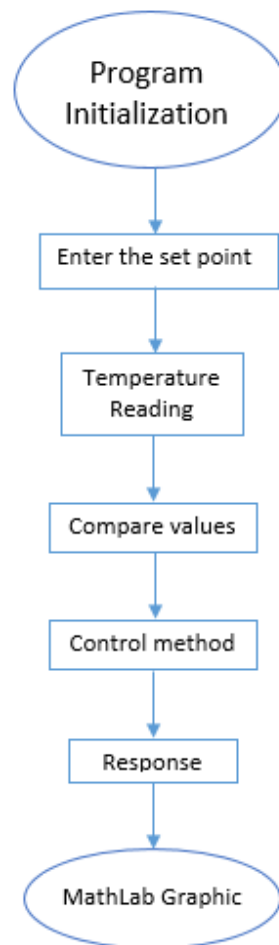 Program
Initialization
Enter the set point
Temperature
Reading
Compare values
Control method
Response
MathLab Graphic